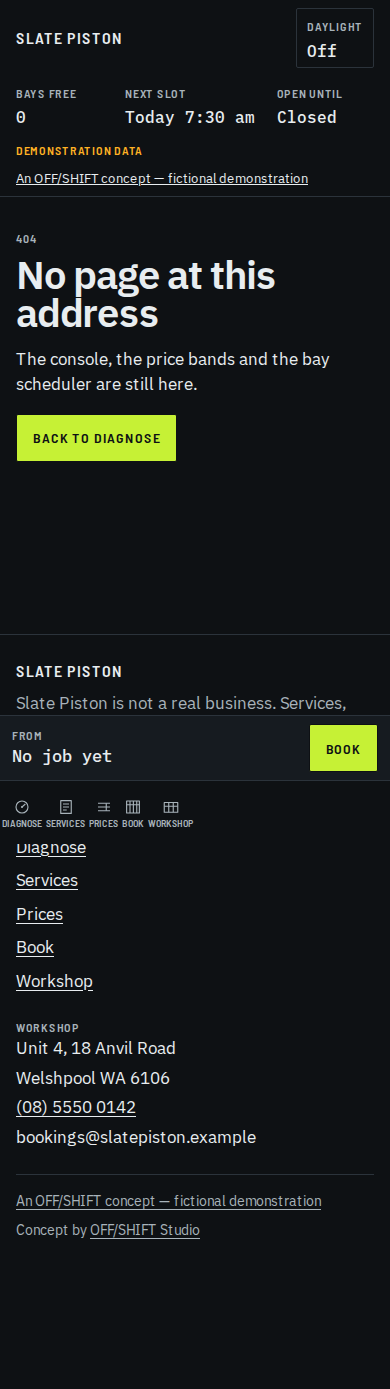 SLATE PISTON
DAYLIGHT
Off
BAYS FREE
0
NEXT SLOT
Today 7:30 am
OPEN UNTIL
Closed
DEMONSTRATION DATA
An OFF/SHIFT concept — fictional demonstration
404
No page at this
address
The console, the price bands and the bay
scheduler are still here.
BACK TO DIAGNOSE
SLATE PISTON
Slate Piston is not a real business. Services,
FROM
No job yet
BOOK
DIAGNOSE
SERVICES
PRICES
BOOK
WORKSHOP
Diagnose
Services
Prices
Book
Workshop
WORKSHOP
Unit 4, 18 Anvil Road
Welshpool WA 6106
(08) 5550 0142
bookings@slatepiston.example
An OFF/SHIFT concept — fictional demonstration
Concept by OFF/SHIFT Studio